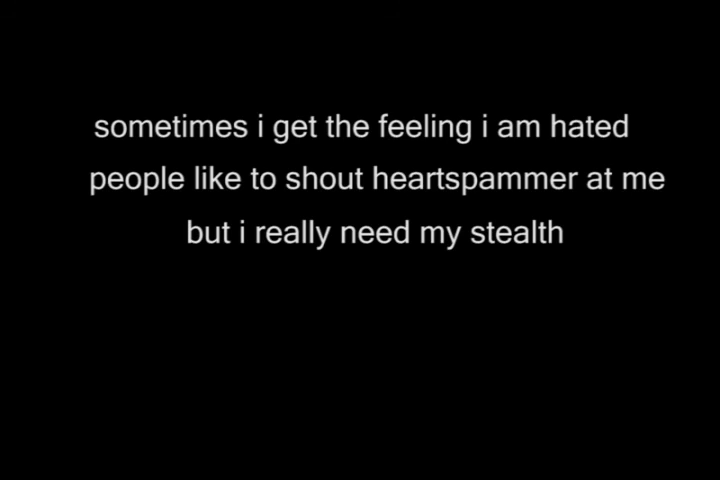 sometimes i get the feeling i am hated
people like to shout heartspammer at me
but i really need my stealth